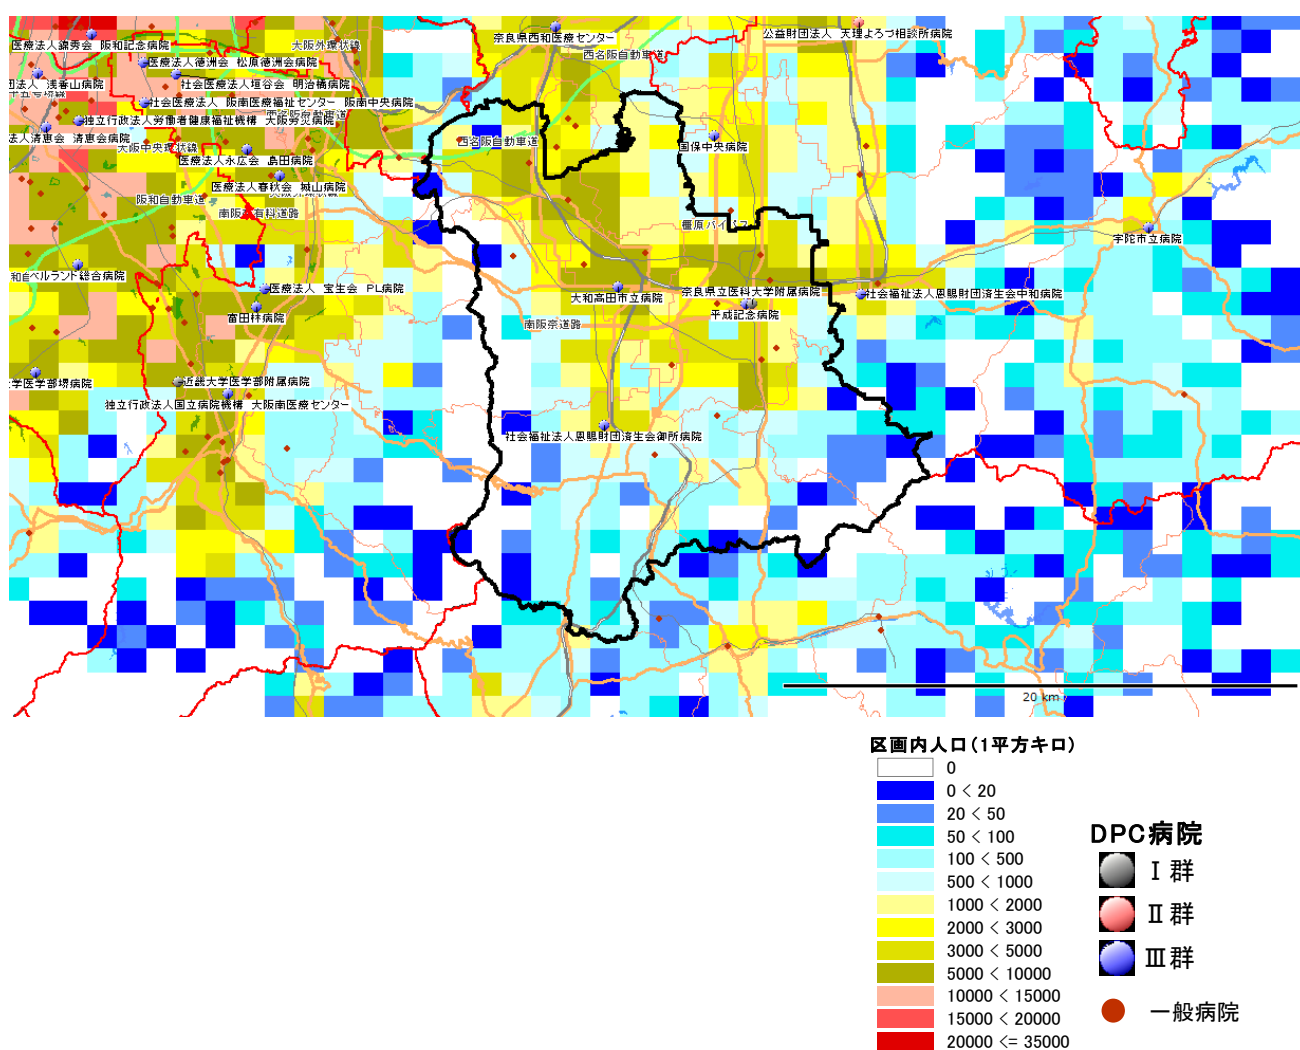 医療法人錦秀会　阪和記念病院
大阪外環状線
奈良県西和医療センター
西名阪自動車道
公益財団法人　天理よろづ相談所病院
医療法人徳洲会　松原徳洲会病院
団法人　浅香山病院
社会医療法人垣谷会　明治橋病院
社会医療法人　阪南医療福祉センター　阪南中央病院
独立行政法人労働者健康福祉機構　大阪労災病院
西名阪自動車道
法人清恵会　清恵会病院
大阪中央環状線
西名阪自動車道
国保中央病院
医療法人永広会　島田病院
医療法人春秋会　城山病院
阪和自動車道
南阪奈有料道路
橿原バイパス
宇陀市立病院
ベルランド総合病院
医療法人　宝生会　PL病院
大和高田市立病院
奈良県立医科大学附属病院
社会福祉法人恩賜財団済生会中和病院
富田林病院
平成記念病院
南阪奈道路
大学医学部堺病院
近畿大学医学部附属病院
独立行政法人国立病院機構　大阪南医療センター
社会福祉法人恩賜財団済生会御所病院
20 km
区画内人口(1平方キロ)
0
0 < 20
20 < 50
50 < 100
100 < 500
500 < 1000
1000 < 2000
2000 < 3000
3000 < 5000
5000 < 10000
10000 < 15000
15000 < 20000
20000 <= 35000
DPC病院
Ⅰ群
Ⅱ群
Ⅲ群
一般病院